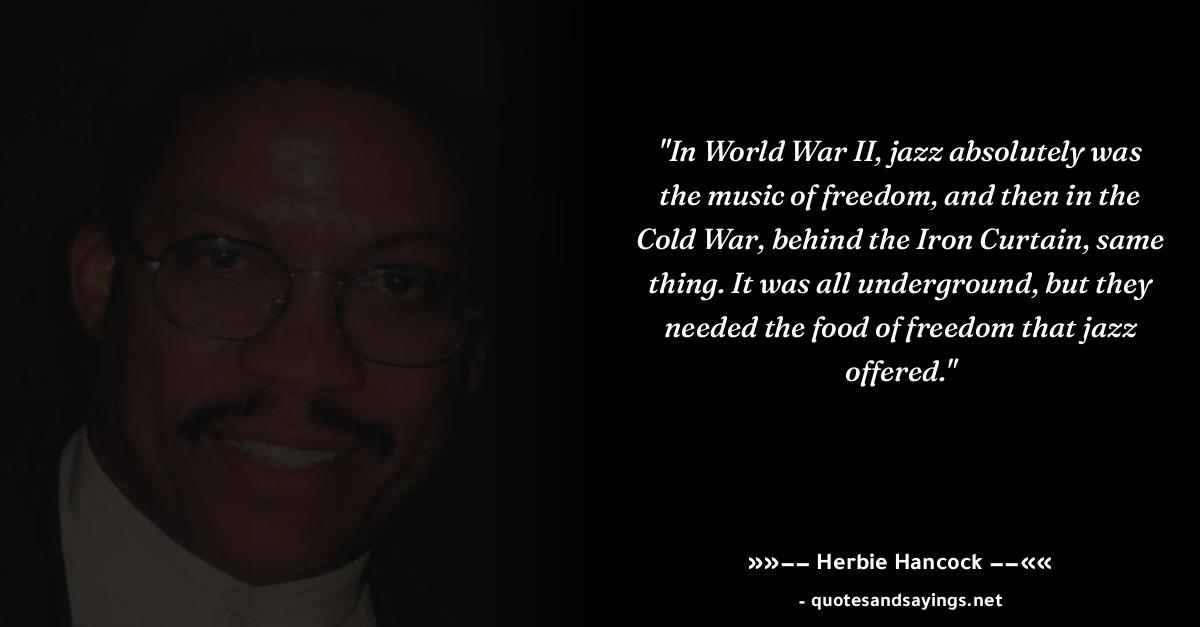 "In World War II, jazz absolutely was
the music of freedom, and then in the
Cold War, behind the Iron Curtain, same
thing. It was all underground, but they
needed the food of freedom that jazz
offered."
»»−− Herbie Hancock −−««
- quotesandsayings.net